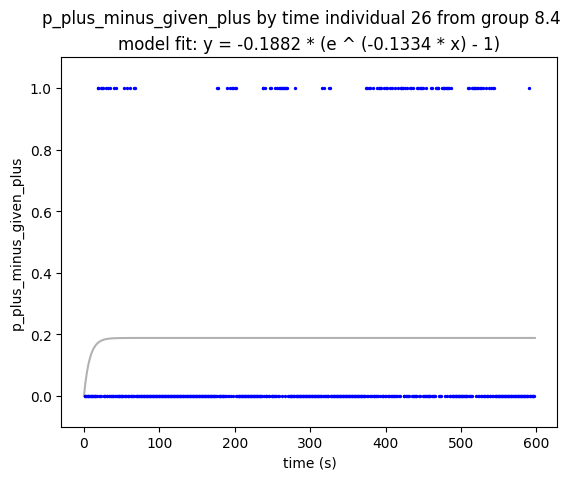 p_plus_minus_given_plus by time individual 26 from group 8.4
model fit: y = -0.1882 * (e ^ (-0.1334 * x) - 1)
1.0
0.8
0.6
0.4
0.2
0.0
p_plus_minus_given_plus
0 100 200 300 400 500 600
time (s)